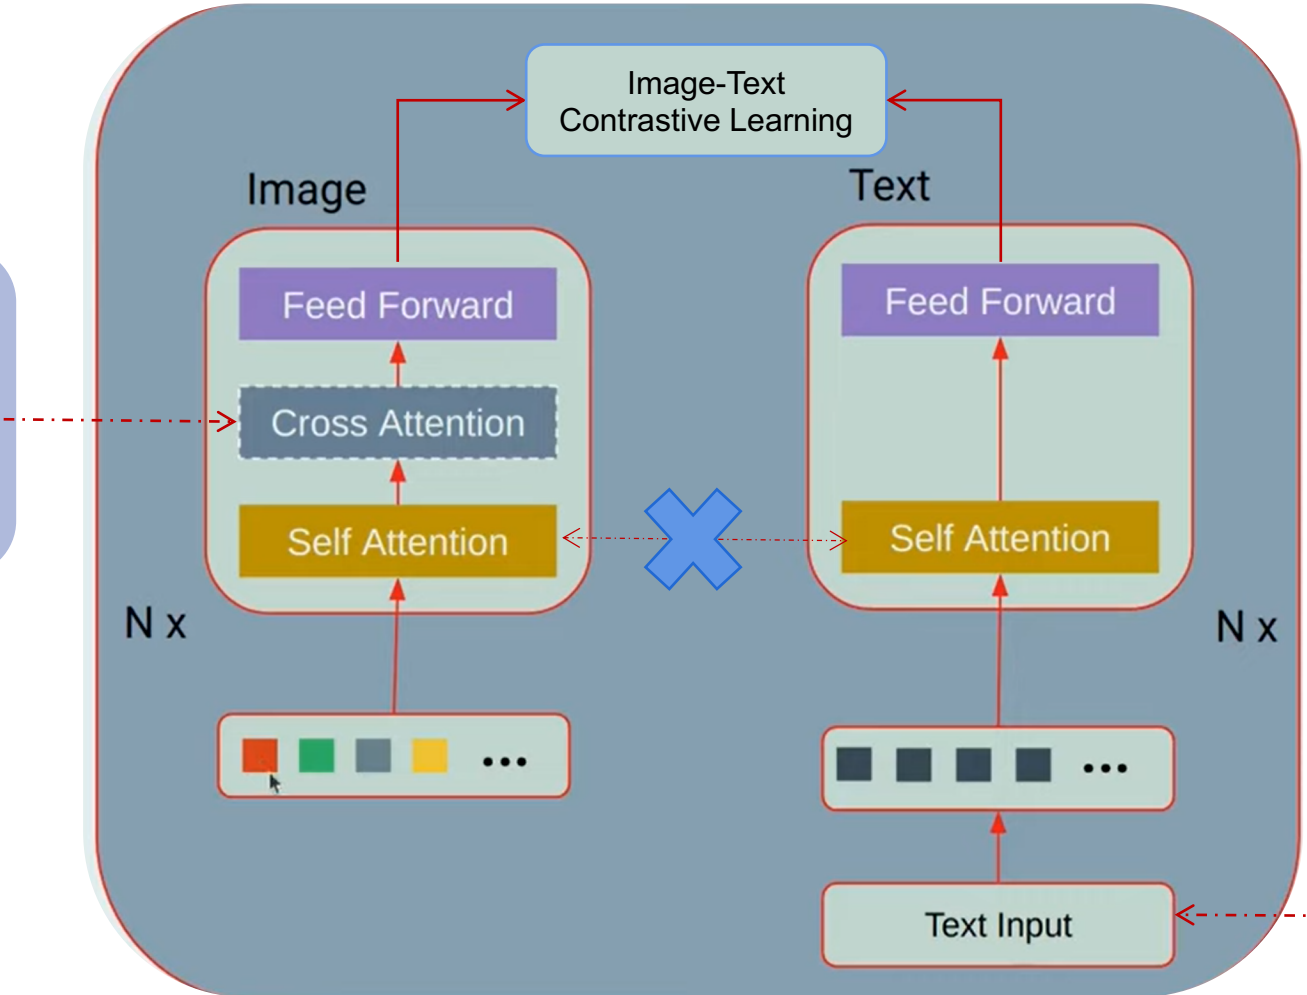 Image-Text
Contrastive Learning
Image
Text
Feed Forward
Feed Forward
Cross Attention
Self Attention
Self Attention
N x
N x
...
...
Text Input